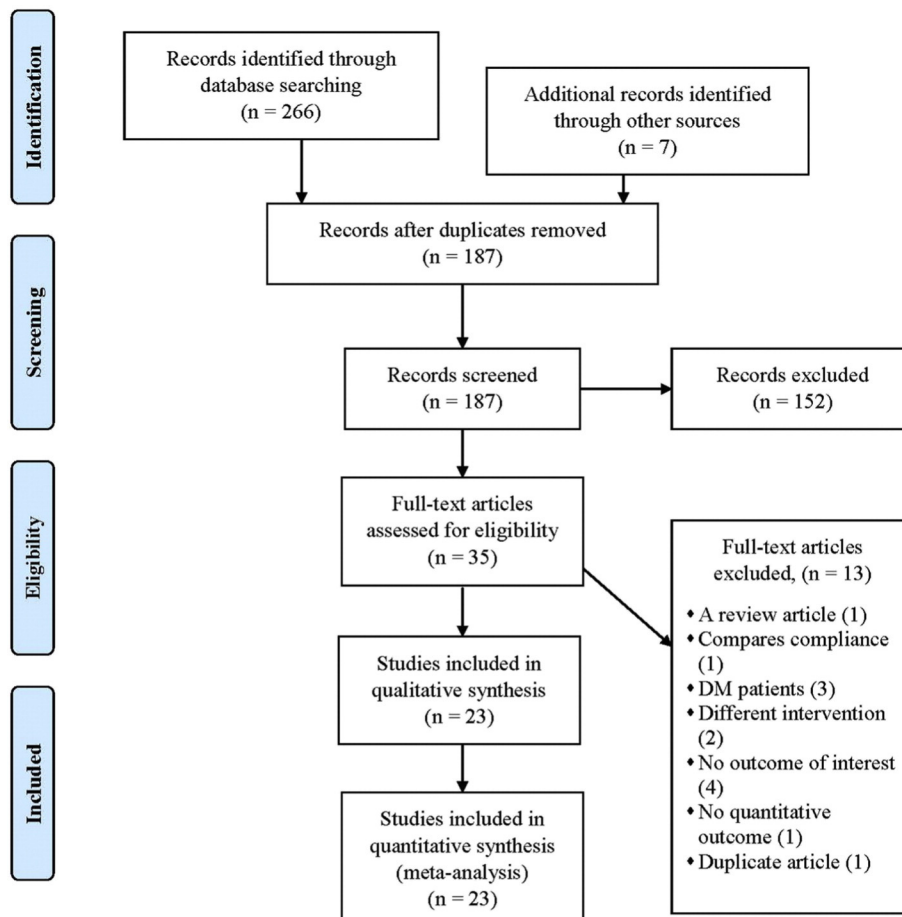 Identification
Records identified through
database searching
(n = 266)
Additional records identified
through other sources
(n = 7)
Records after duplicates removed
(n = 187)
Screening
Records screened
(n = 187)
Records excluded
(n = 152)
Eligibility
Full-text articles
assessed for eligibility
(n = 35)
Full-text articles
excluded, (n = 13)
♦ A review article (1)
♦ Compares compliance
(1)
♦ DM patients (3)
♦ Different intervention
(2)
♦ No outcome of interest
(4)
♦ No quantitative
outcome (1)
♦ Duplicate article (1)
Studies included in
qualitative synthesis
(n = 23)
Included
Studies included in
quantitative synthesis
(meta-analysis)
(n = 23)